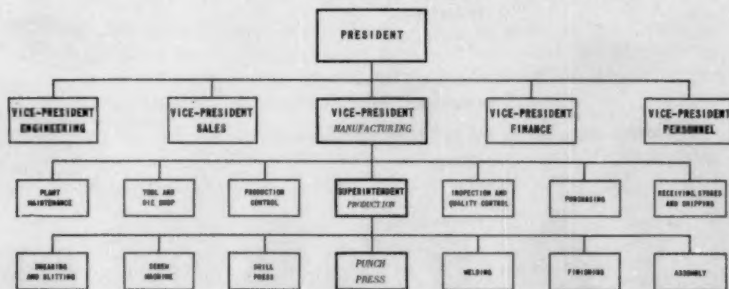 PRESIDENT
VICE-PRESIDENT
ENGINEERING
VICE-PRESIDENT
SALES
VICE-PRESIDENT
MANUFACTURING
VICE-PRESIDENT
FINANCE
VICE-PRESIDENT
PERSONNEL
PLANT
MAINTENANCE
TOOL AND
DIE SHOP
PRODUCTION
CONTROL
SUPERINTENDENT
PRODUCTION
INSPECTION AND
QUALITY CONTROL
PURCHASING
RECEIVING, STORES
AND SHIPPING
AND SLITTING
SCREW
MACHINE
DRILL
PRESS
PUNCH
PRESS
WELDING
FINISHING
ASSEMBLY